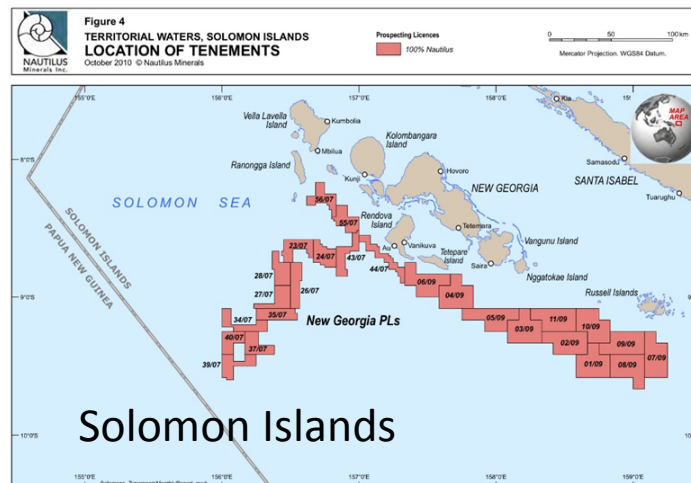 NAUTILUS
Minerals Inc.
Figure 4
TERRITORIAL WATERS, SOLOMON ISLANDS
LOCATION OF TENEMENTS
October 2010 © Nautilus Minerals
Prospecting Licences
100% Nautilus
0 50 100km
Mercator Projection. WGS84 Datum.
155°0'E 156°0'E 157°0'E 158°0'E 159°0'E
Kia
MAP
AREA
Vella Lavella
Island
Kumbolia
Kolombangara
Island
Mbilua
8°0'S
Ranongga Island
Kunji
Hovoro
NEW GEORGIA
Samasodu
SANTA ISABEL
Tuarughu
SOLOMON SEA
56/07
55/07
Rendova
Island
Tetemara
SOLOMON ISLANDS
PAPUA NEW GUINEA
Au
Vanikuva
Tetepare
Island
Vangunu Island
Saira
Nggatokae Island
23/07
24/07
43/07
44/07
28/07
27/07
26/07
06/09
04/09
9°0'S
Russell Islands
34/07
35/07
New Georgia PLs
05/09
03/09
11/09
10/09
40/07
37/07
02/09
09/09
07/09
39/07
01/09
08/09
Solomon Islands
10°0'S
155°0'E 156°0'E 157°0'E 158°0'E 159°0'E